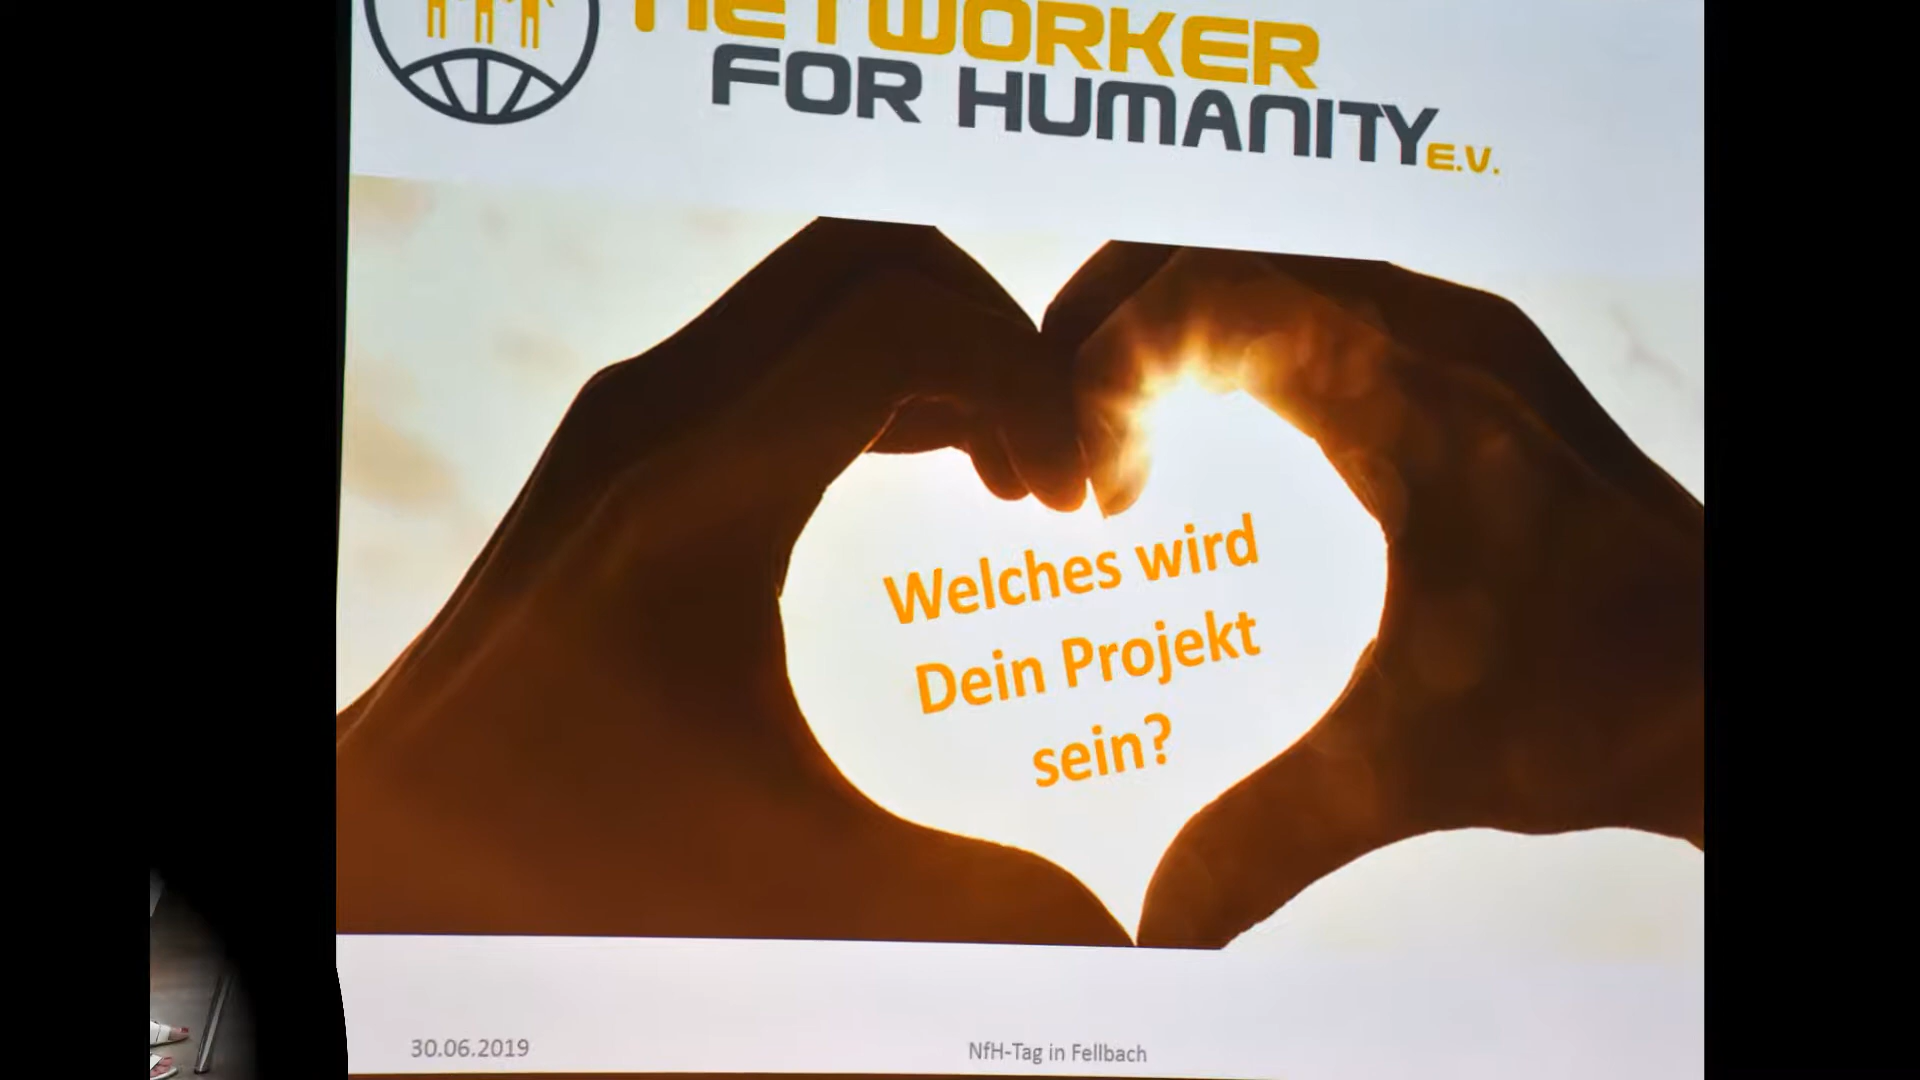 NETWORKER
FOR HUMANITY E.V.
Welches wird
Dein Projekt
sein?
30.06.2019
NfH-Tag in Fellbach